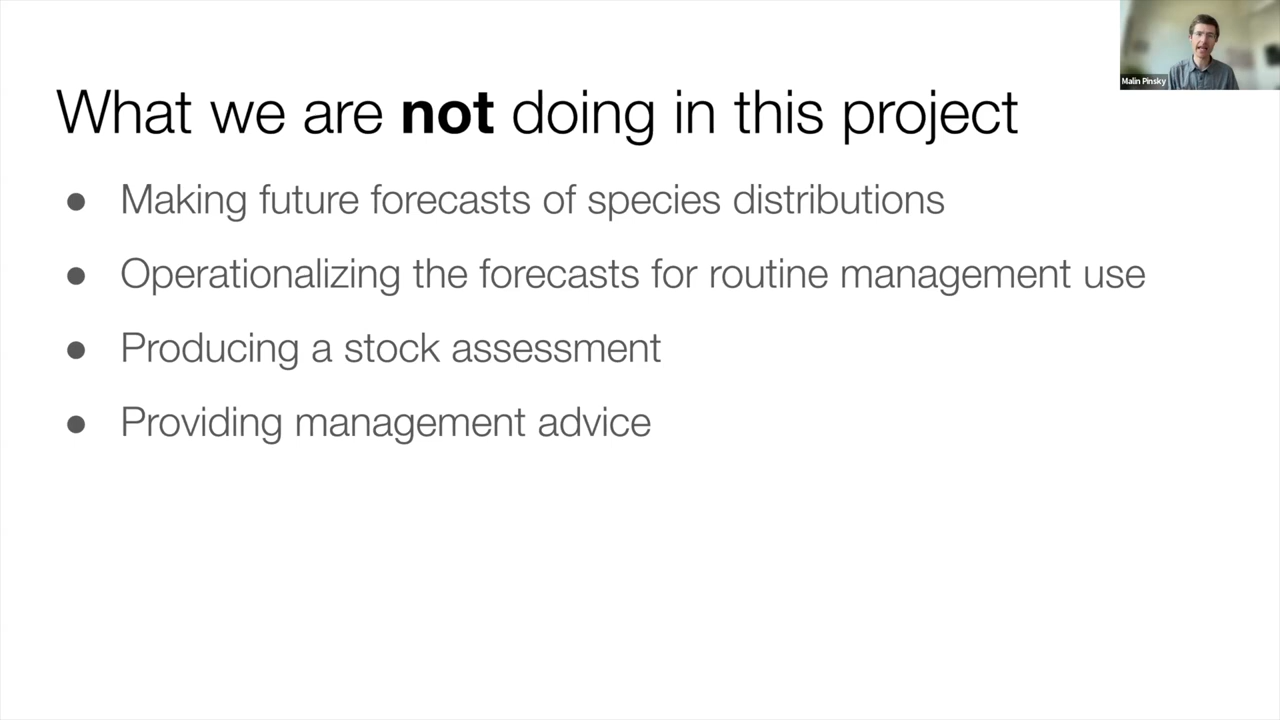 Malin Pinsky
What we are not doing in this project
● Making future forecasts of species distributions
● Operationalizing the forecasts for routine management use
● Producing a stock assessment
● Providing management advice